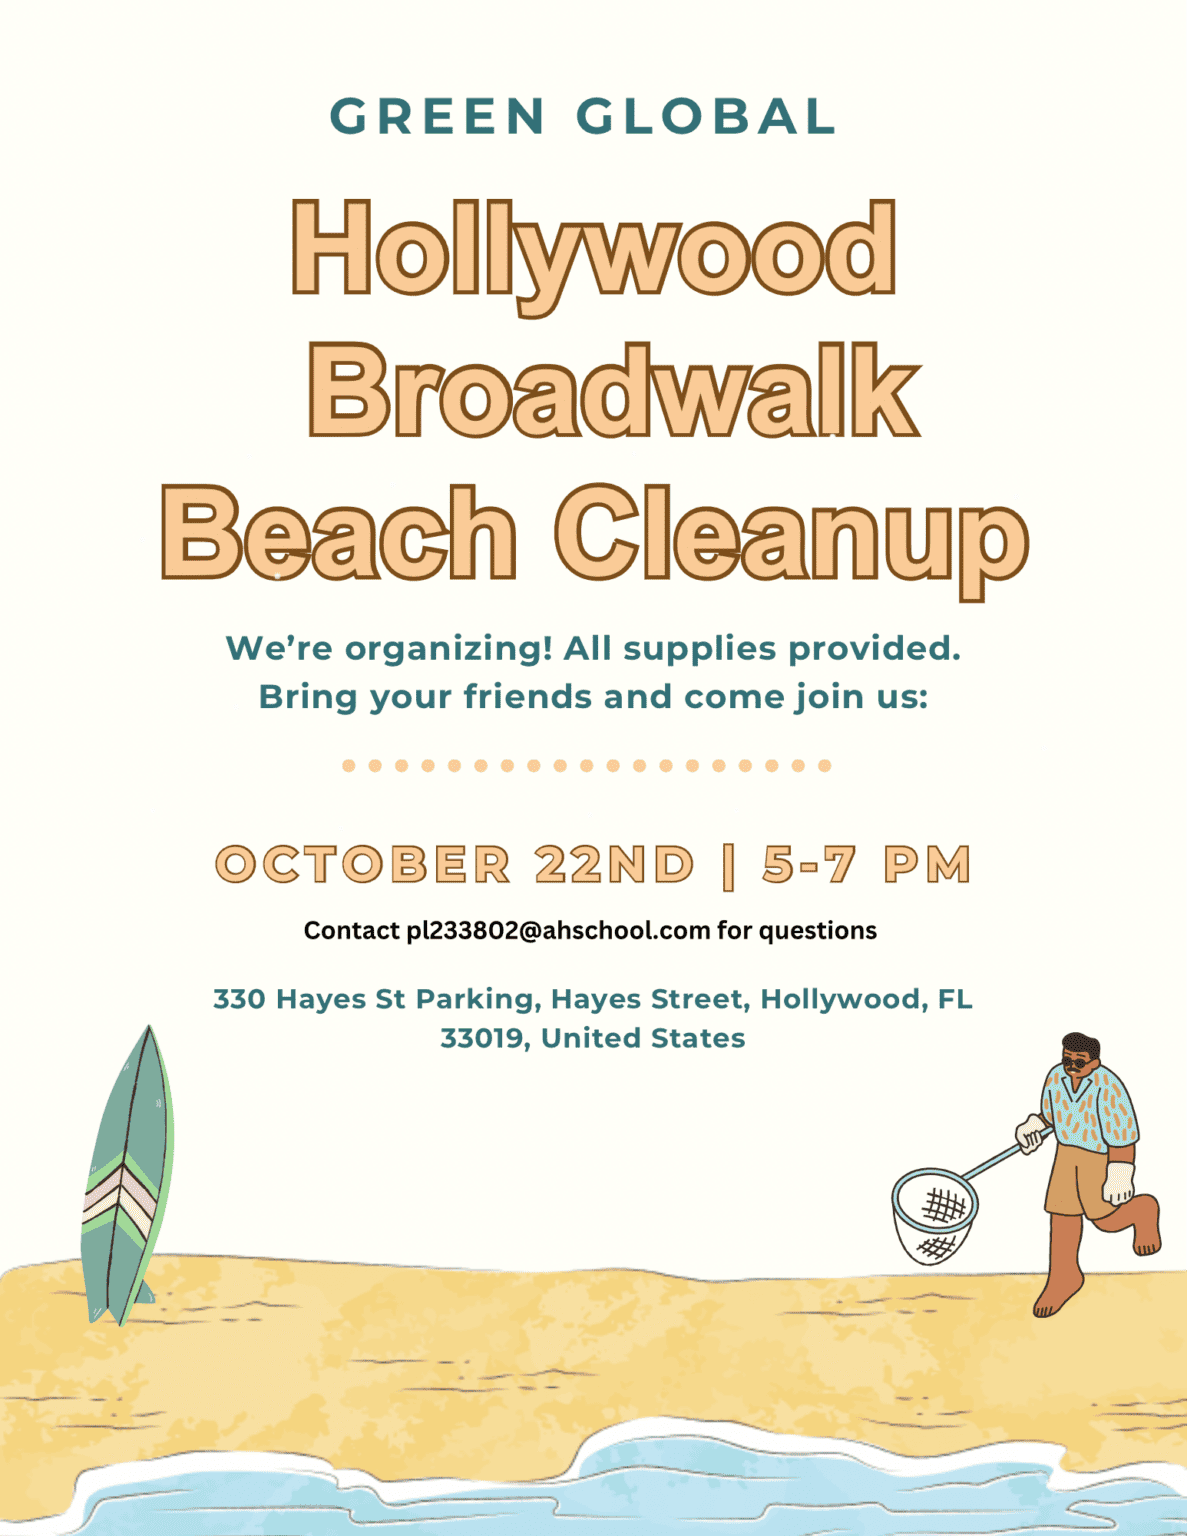 GREEN GLOBAL
Hollywood
Broadwalk
Beach Cleanup
We’re organizing! All supplies provided.
Bring your friends and come join us:
OCTOBER 22ND | 5-7 PM
Contact pl233802@ahschool.com for questions
330 Hayes St Parking, Hayes Street, Hollywood, FL
33019, United States